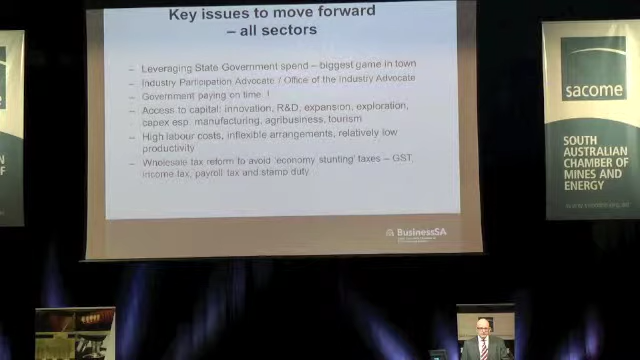 Key issues to move forward
– all sectors
– Leveraging State Government spend – biggest game in town
– Industry Participation Advocate / Office of the Industry Advocate
– Government paying on time !
– Access to capital: innovation, R&D, expansion, exploration,
capex esp. manufacturing, agribusiness, tourism
– High labour costs, inflexible arrangements, relatively low
productivity
– Wholesale tax reform to avoid 'economy stunting' taxes – GST,
income tax, payroll tax and stamp duty
BusinessSA
sacome
SOUTH
AUSTRALIAN
CHAMBER OF
MINES AND
ENERGY